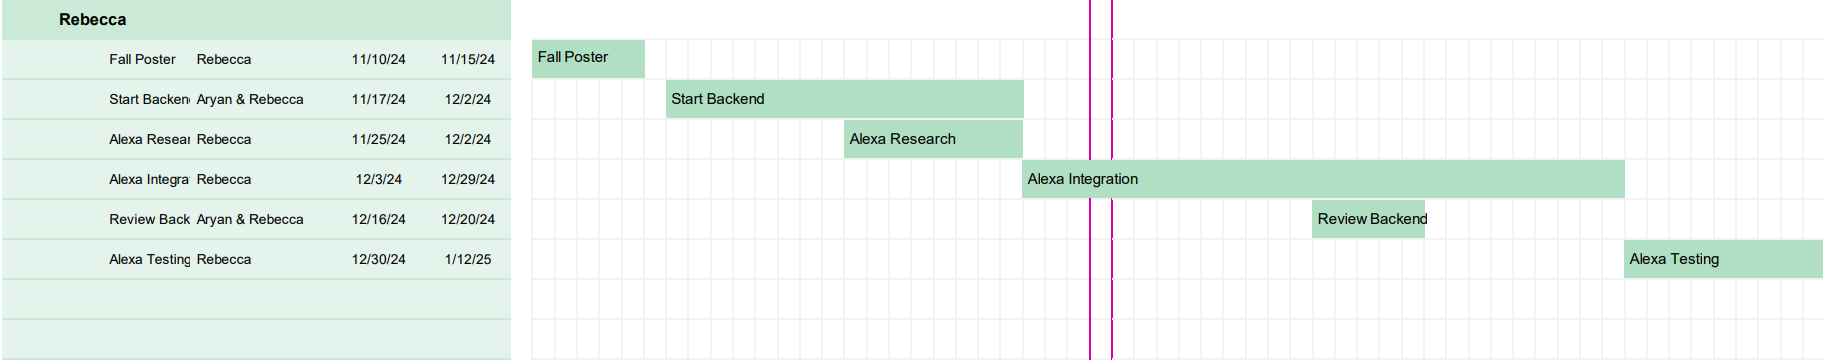 Rebecca
Fall Poster Rebecca 11/10/24 11/15/24 Fall Poster
Start Backen Aryan & Rebecca 11/17/24 12/2/24 Start Backend
Alexa Resear Rebecca 11/25/24 12/2/24 Alexa Research
Alexa Integra Rebecca 12/3/24 12/29/24 Alexa Integration
Review Back Aryan & Rebecca 12/16/24 12/20/24 Review Backend
Alexa Testing Rebecca 12/30/24 1/12/25 Alexa Testing